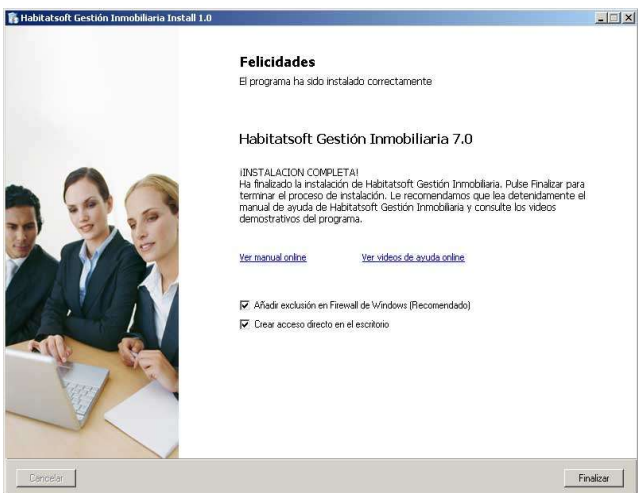 Habitatsoft Gestión Inmobiliaria Install 1.0
Felicidades
El programa ha sido instalado correctamente
Habitatsoft Gestión Inmobiliaria 7.0
¡INSTALACION COMPLETA!
Ha finalizado la instalación de Habitatsoft Gestión Inmobiliaria. Pulse Finalizar para
terminar el proceso de instalación. Le recomendamos que lea detenidamente el
manual de ayuda de Habitatsoft Gestión Inmobiliaria y consulte los videos
demostrativos del programa.
Ver manual online Ver videos de ayuda online
Añadir exclusión en Firewall de Windows (Recomendado)
Crear acceso directo en el escritorio
Cancelar Finalizar